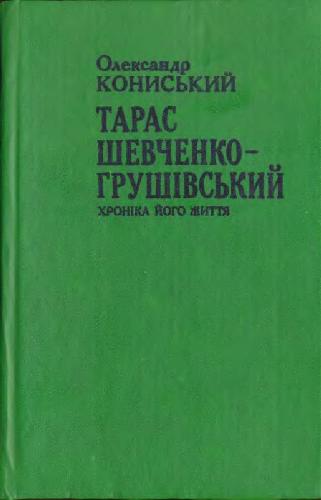 Олександр
КОНИСЬКИЙ
ТАРАС
ШЕВЧЕНКО-
ГРУШІВСЬКИЙ
ХРОНІКА ЙОГО ЖИТТЯ